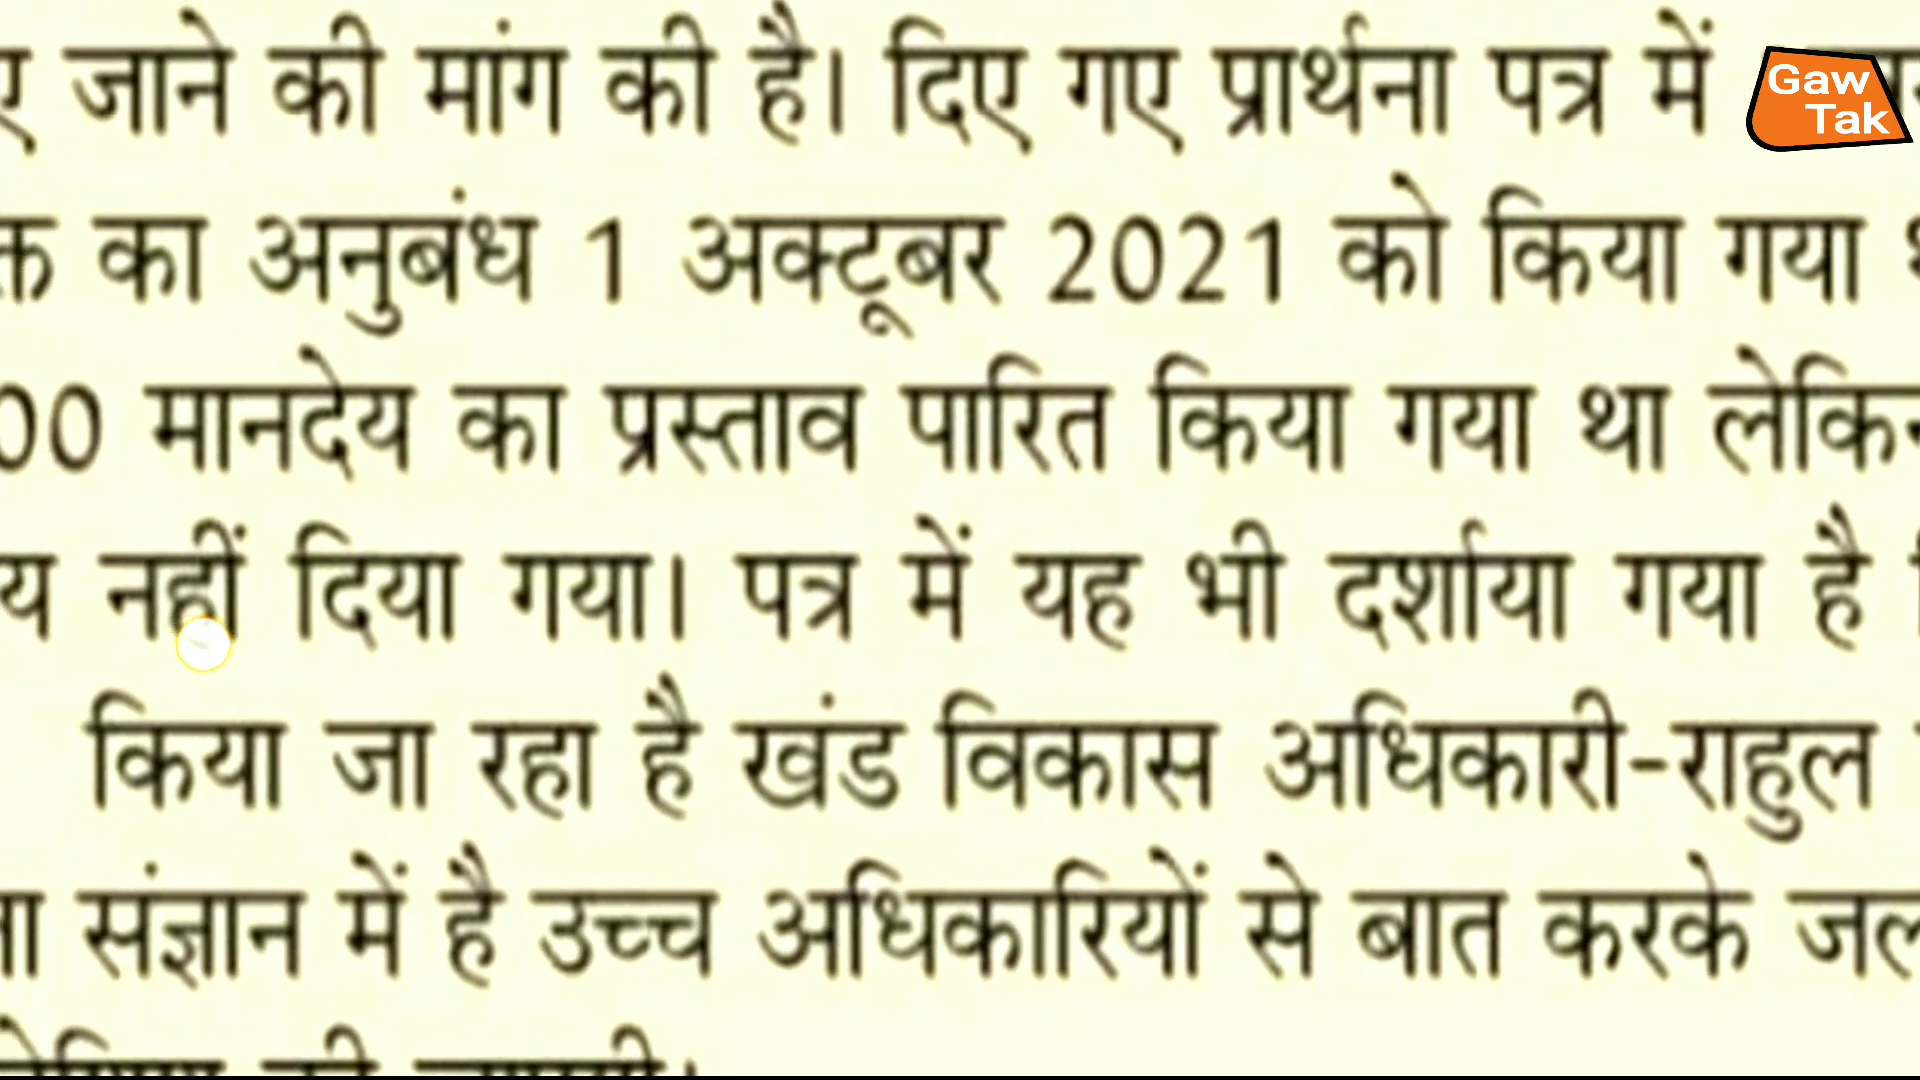 जाने की मांग की है। दिए गए प्रार्थना पत्र में
Gaw
Tak
का अनुबंध 1 अक्टूबर 2021 को किया गया
00 मानदेय का प्रस्ताव पारित किया गया था लेकिन
य नहीं दिया गया। पत्र में यह भी दर्शाया गया है
किया जा रहा है खंड विकास अधिकारी-राहुल
संज्ञान में है उच्च अधिकारियों से बात करके